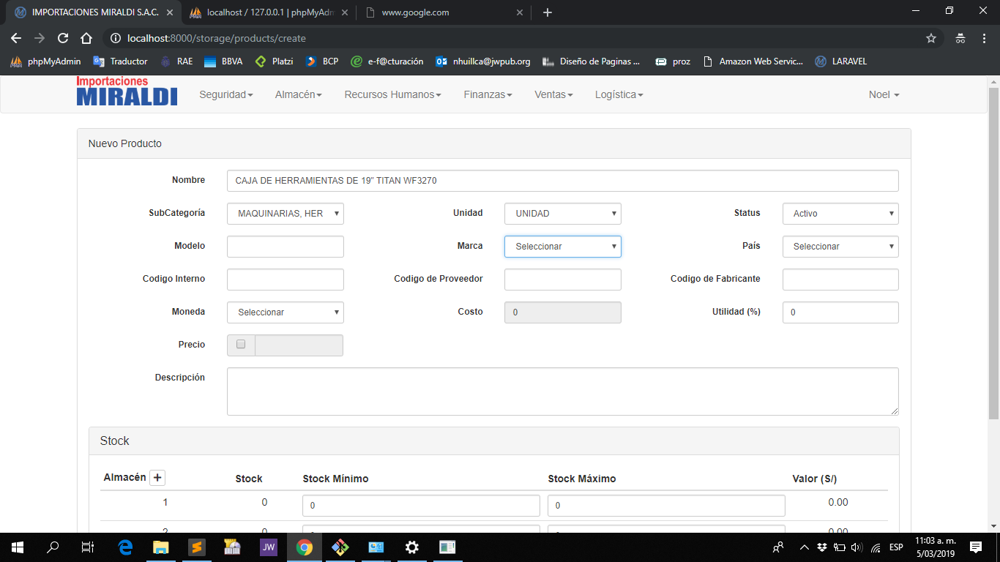 IMPORTACIONES MIRALDI S.A.C. localhost / 127.0.0.1 | phpMyAdm www.google.com
localhost:8000/storage/products/create
phpMyAdmin Traductor RAE BBVA Platzi BCP e-f@cturación nhuillca@jwpub.org Diseño de Paginas ... proz Amazon Web Servic... LARAVEL
Importaciones
MIRALDI Seguridad Almacén Recursos Humanos Finanzas Ventas Logística Noel
Nuevo Producto
Nombre CAJA DE HERRAMIENTAS DE 19" TITAN WF3270
SubCategoría MAQUINARIAS, HER Unidad UNIDAD Status Activo
Modelo Marca Seleccionar País Seleccionar
Codigo Interno Codigo de Proveedor Codigo de Fabricante
Moneda Seleccionar Costo 0 Utilidad (%) 0
Precio
Descripción
Stock
Almacén + Stock Stock Mínimo Stock Máximo Valor (S/)
1 0 0 0 0.00
2 0 0 0 0.00
JW ESP 11:03 a. m.
5/03/2019